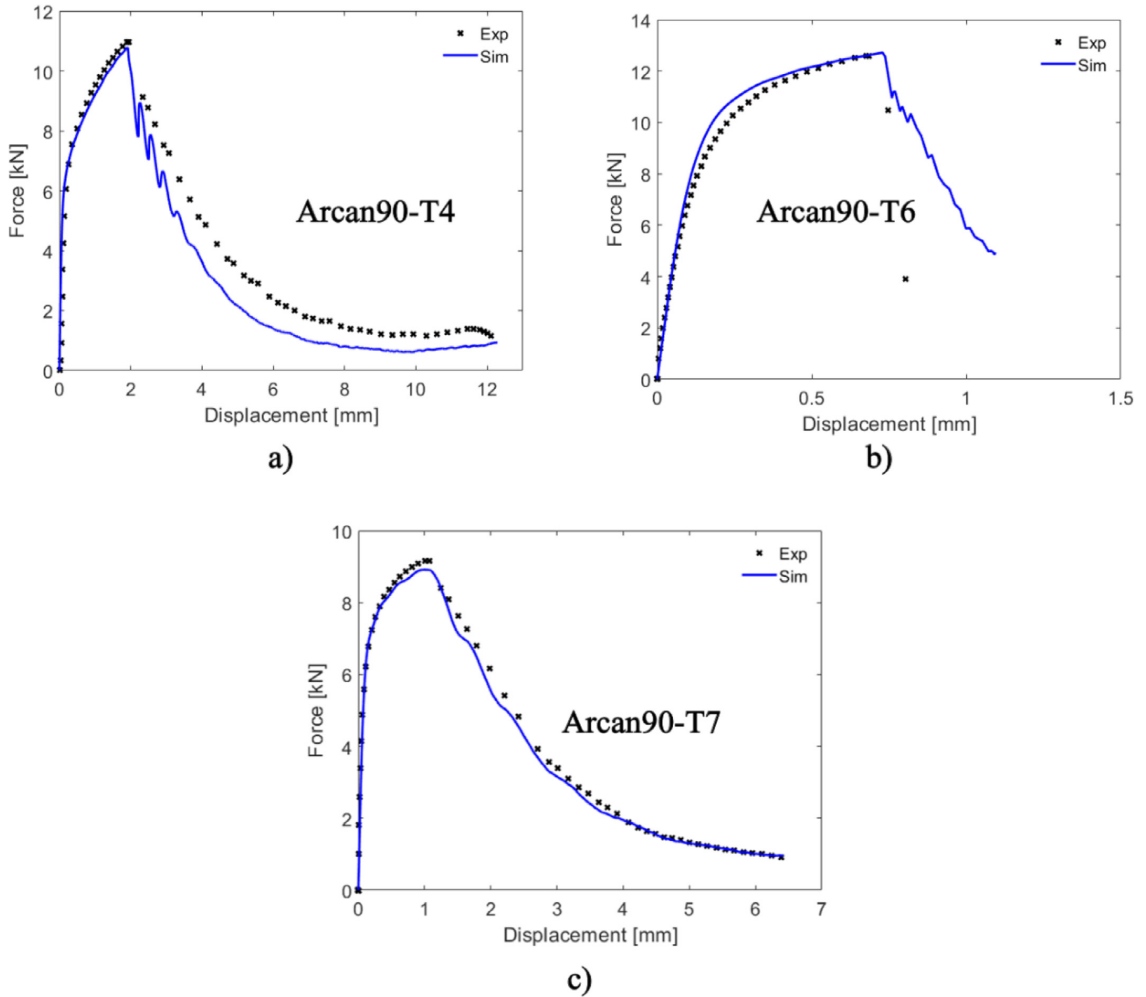 12
10
8
6
4
2
0
Force [kN]
Exp
Sim
Arcan90-T4
0 2 4 6 8 10 12
Displacement [mm]
a)
14
12
10
8
6
4
2
0
Force [kN]
Exp
Sim
Arcan90-T6
0 0.5 1 1.5
Displacement [mm]
b)
10
8
6
4
2
0
Force [kN]
Exp
Sim
Arcan90-T7
0 1 2 3 4 5 6 7
Displacement [mm]
c)